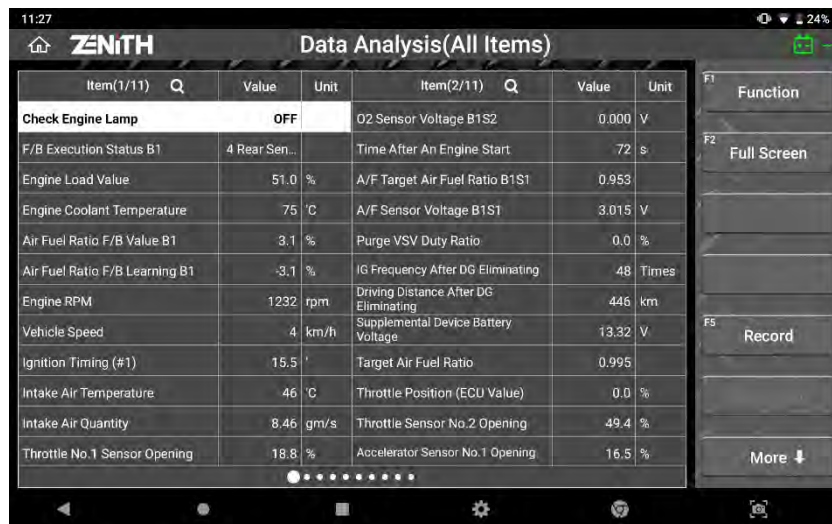 11:27 24%
ZENITH Data Analysis(All Items)
Item(1/11) Value Unit Item(2/11) Value Unit
Check Engine Lamp OFF O2 Sensor Voltage B1S2 0.000 V
F/B Execution Status B1 4 Rear Sen... Time After An Engine Start 72 s
Engine Load Value 51.0 % A/F Target Air Fuel Ratio B1S1 0.953
Engine Coolant Temperature 75 'C A/F Sensor Voltage B1S1 3.015 V
Air Fuel Ratio F/B Value B1 3.1 % Purge VSV Duty Ratio 0.0 %
Air Fuel Ratio F/B Learning B1 -3.1 % IG Frequency After DG Eliminating 48 Times
Engine RPM 1232 rpm Driving Distance After DG Eliminating 446 km
Vehicle Speed 4 km/h Supplemental Device Battery Voltage 13.32 V
Ignition Timing (#1) 15.5 ' Target Air Fuel Ratio 0.995
Intake Air Temperature 46 'C Throttle Position (ECU Value) 0.0 %
Intake Air Quantity 8.46 gm/s Throttle Sensor No.2 Opening 49.4 %
Throttle No.1 Sensor Opening 18.8 % Accelerator Sensor No.1 Opening 16.5 %
F1 Function
F2 Full Screen
F5 Record
More ⬇